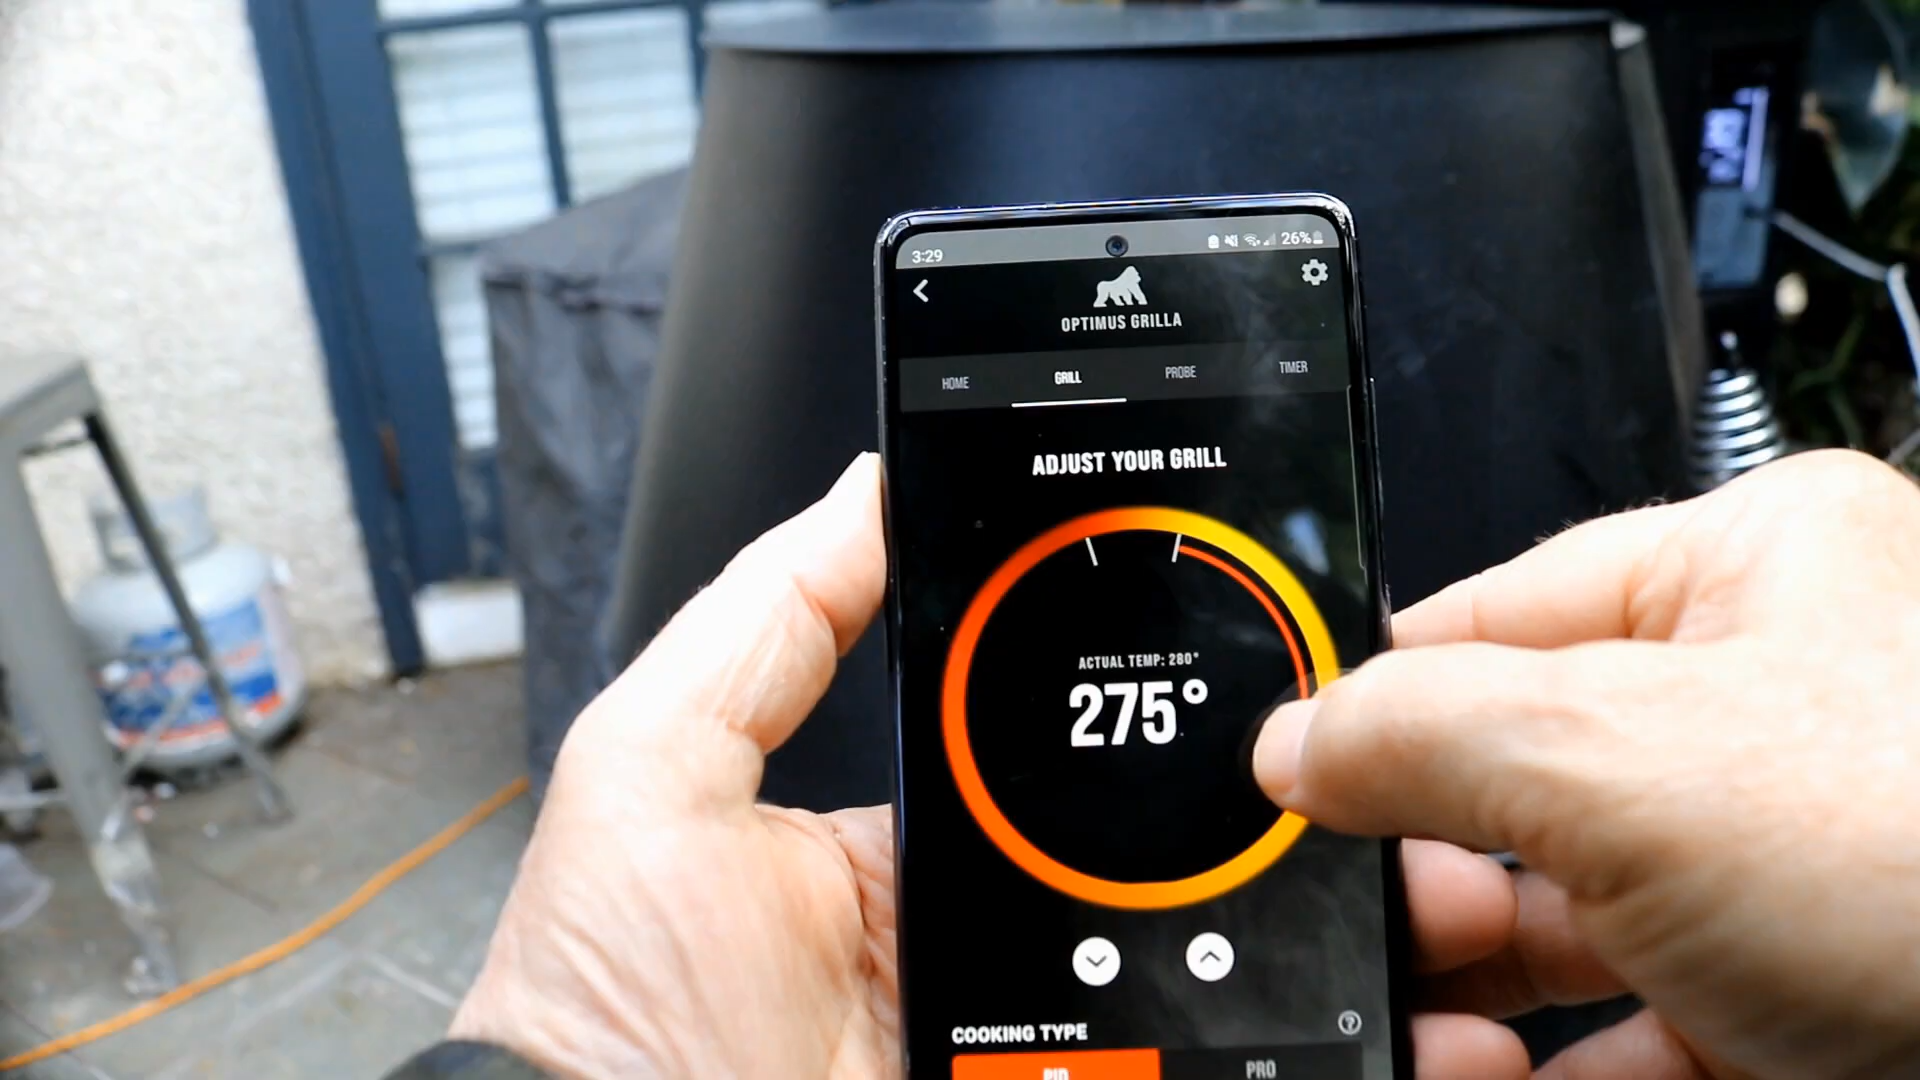 3:29
26%
OPTIMUS GRILLA
HOME GRILL PROBE TIMER
ADJUST YOUR GRILL
ACTUAL TEMP: 280°
275°
COOKING TYPE
PID PRO